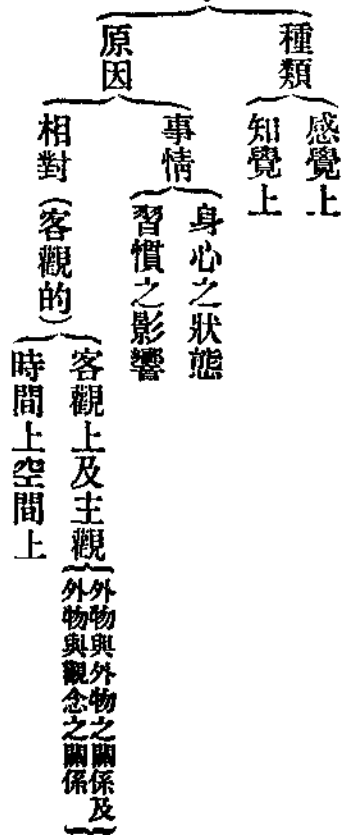 種類
感覺上
知覺上
原因
事情
身心之狀態
習慣之影響
相對（客觀的）
客觀上及主觀
外物與外物之關係及
外物與觀念之關係
時間上空間上